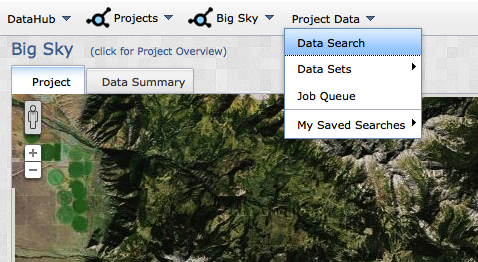 DataHub Projects Big Sky Project Data
Big Sky (click for Project Overview)
Data Search
Data Sets
Job Queue
My Saved Searches
Project Data Summary
+
−